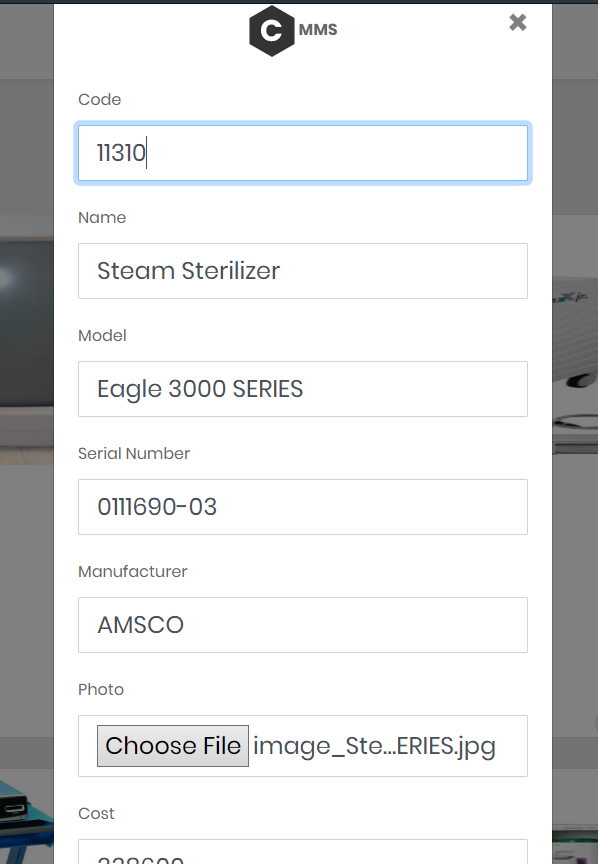 C MMS
✖
Code
11310
Name
Steam Sterilizer
Model
Eagle 3000 SERIES
Serial Number
0111690-03
Manufacturer
AMSCO
Photo
Choose File image_Ste...ERIES.jpg
Cost